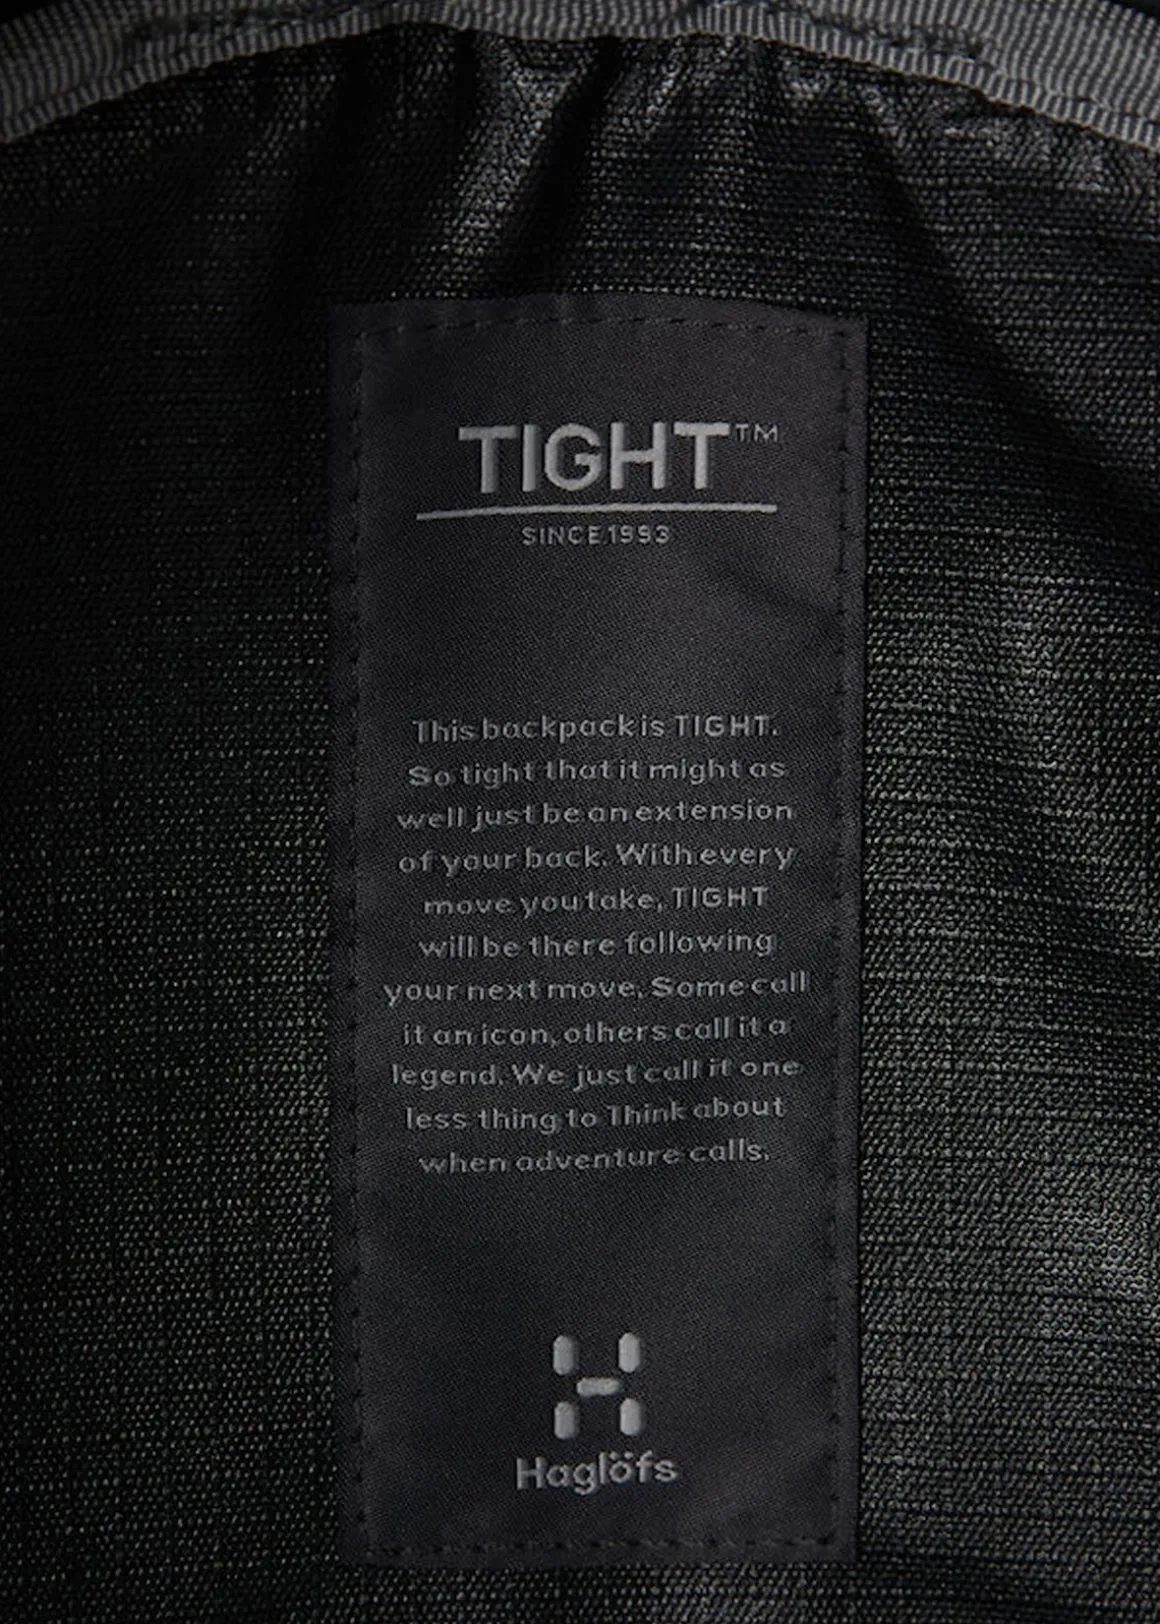 TIGHT™
SINCE 1993
This backpack is TIGHT.
So tight that it might as
well just be an extension
of your back. With every
move you take, TIGHT
will be there following
your next move. Some call
it an icon, others call it a
legend. We just call it one
less thing to Think about
when adventure calls.
Haglöfs